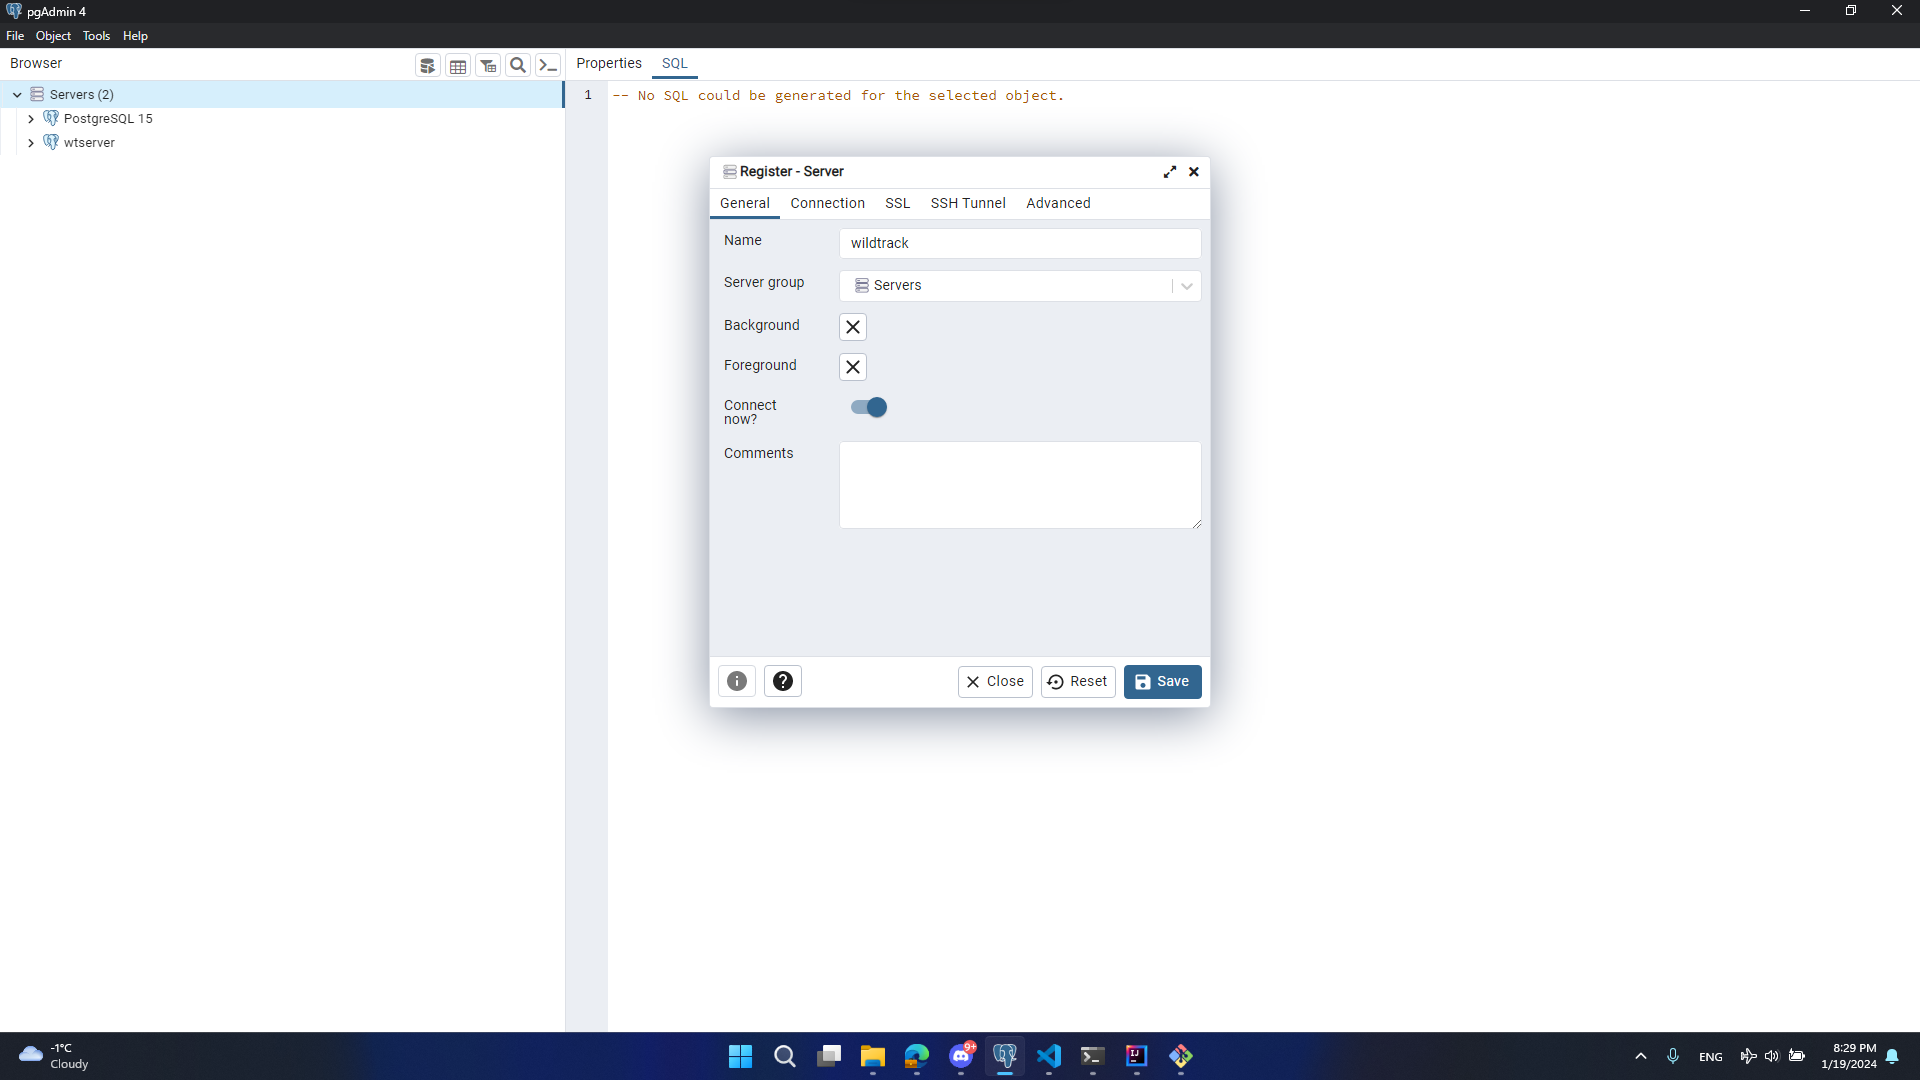 pgAdmin 4
File Object Tools Help
Browser
Properties SQL
Servers (2)
PostgreSQL 15
wtserver
1 -- No SQL could be generated for the selected object.
Register - Server
General Connection SSL SSH Tunnel Advanced
Name wildtrack
Server group Servers
Background
Foreground
Connect
now?
Comments
Close Reset Save
-1°C
Cloudy
9+
IJ
ENG
8:29 PM
1/19/2024